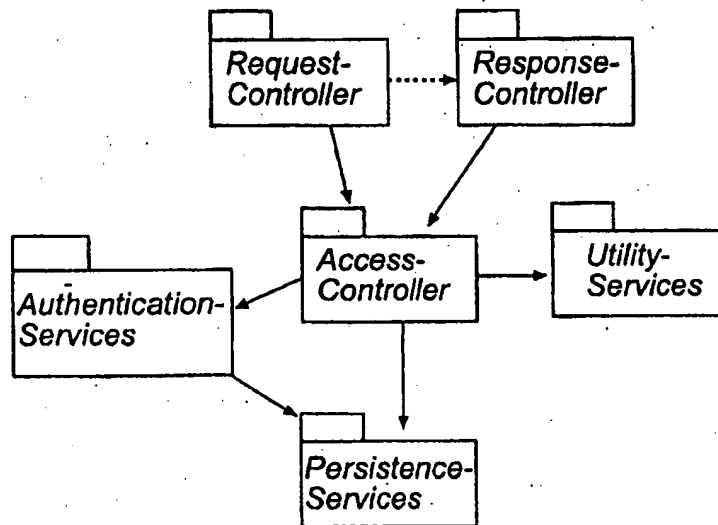 Request-
Controller
Response-
Controller
Access-
Controller
Utility-
Services
Authentication-
Services
Persistence-
Services